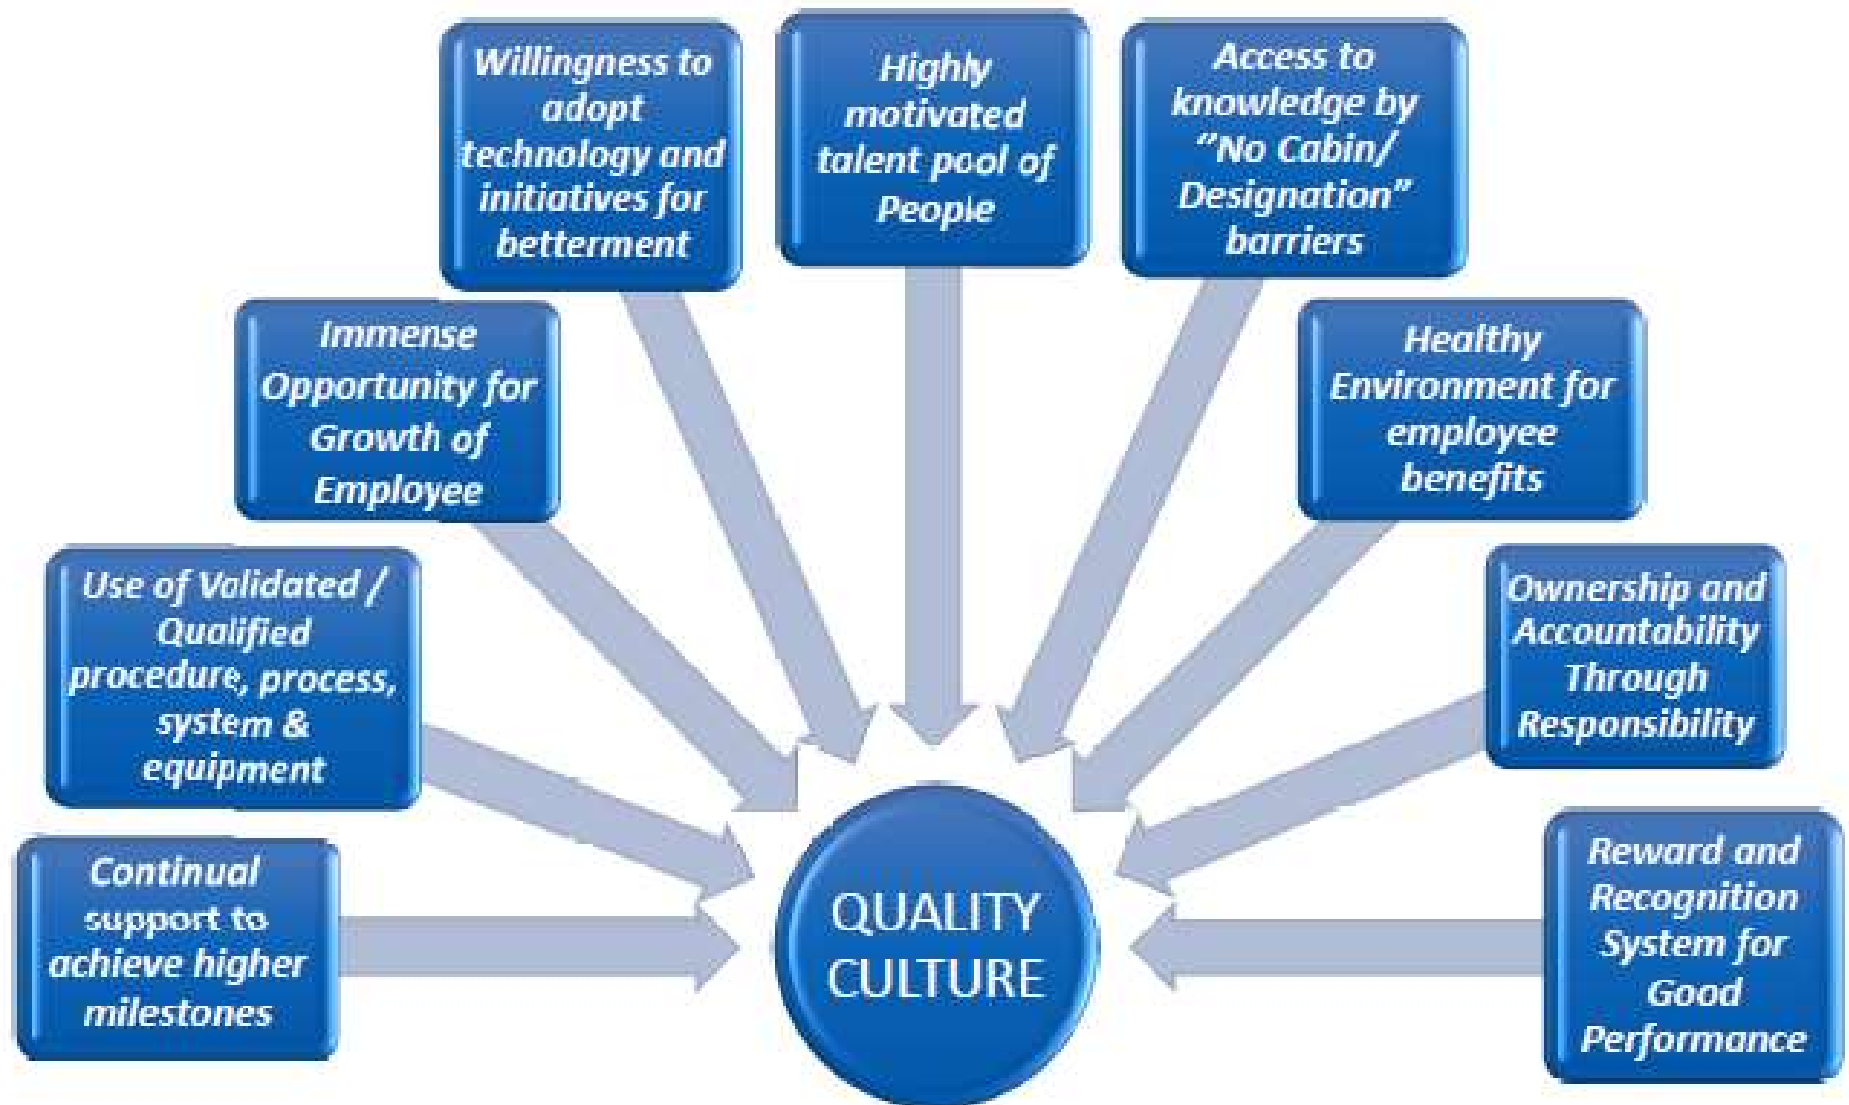 Willingness to
adopt
technology and
initiatives for
betterment
Highly
motivated
talent pool of
People
Access to
knowledge by
"No Cabin/
Designation"
barriers
Immense
Opportunity for
Growth of
Employee
Healthy
Environment for
employee
benefits
Use of Validated /
Qualified
procedure, process,
system &
equipment
Ownership and
Accountability
Through
Responsibility
Continual
support to
achieve higher
milestones
QUALITY
CULTURE
Reward and
Recognition
System for
Good
Performance